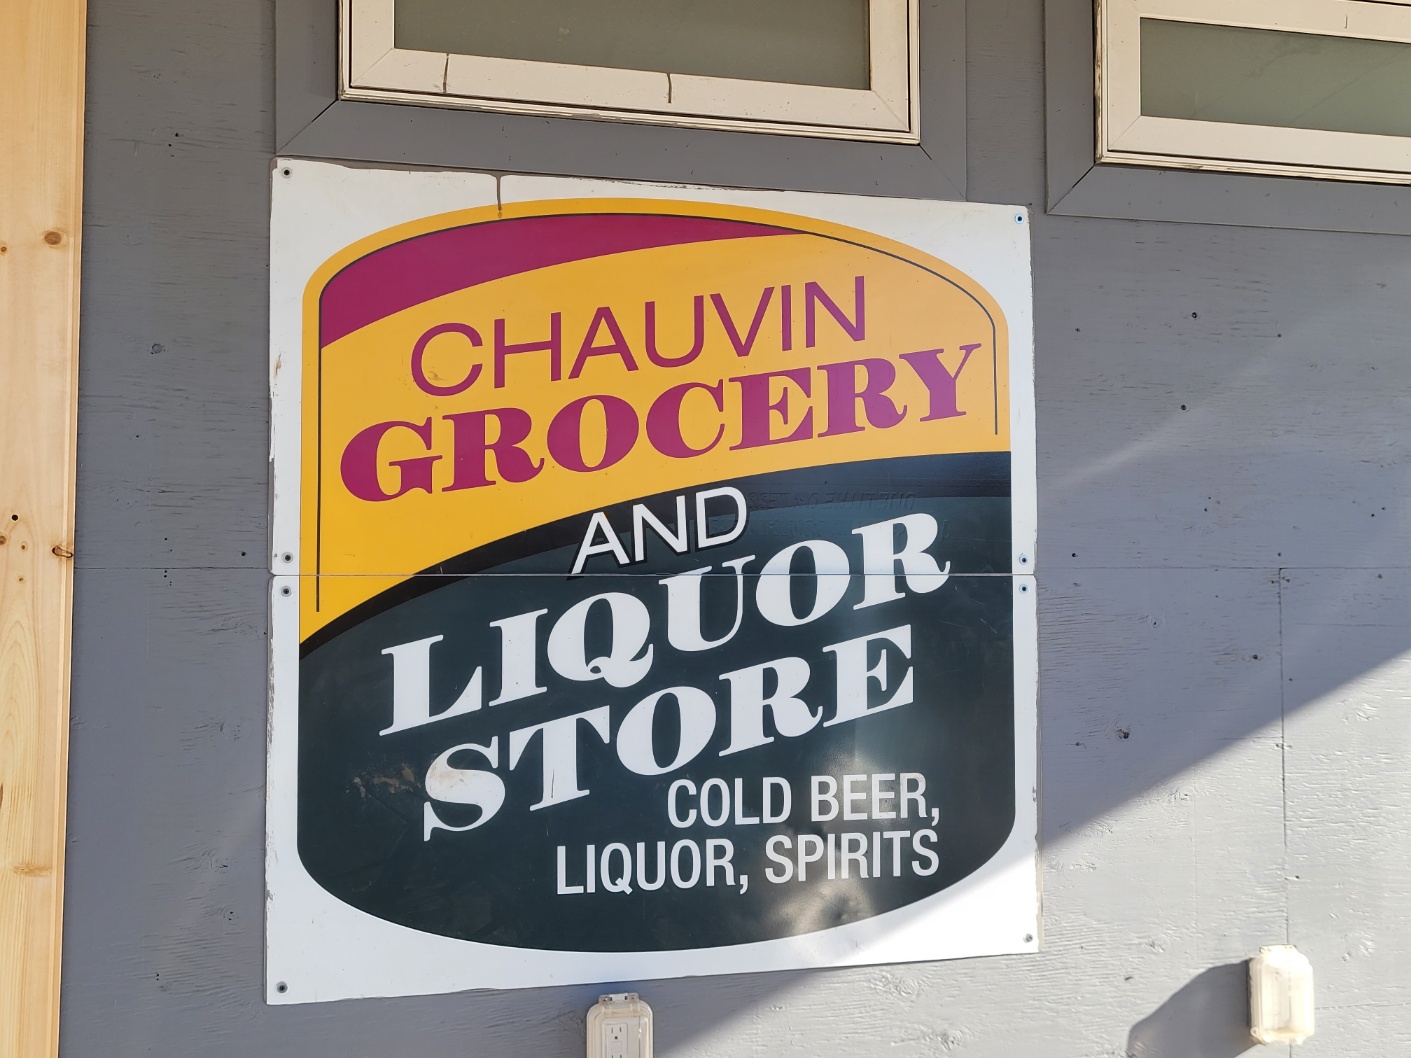 CHAUVIN
GROCERY
AND
LIQUOR
STORE
COLD BEER,
LIQUOR, SPIRITS